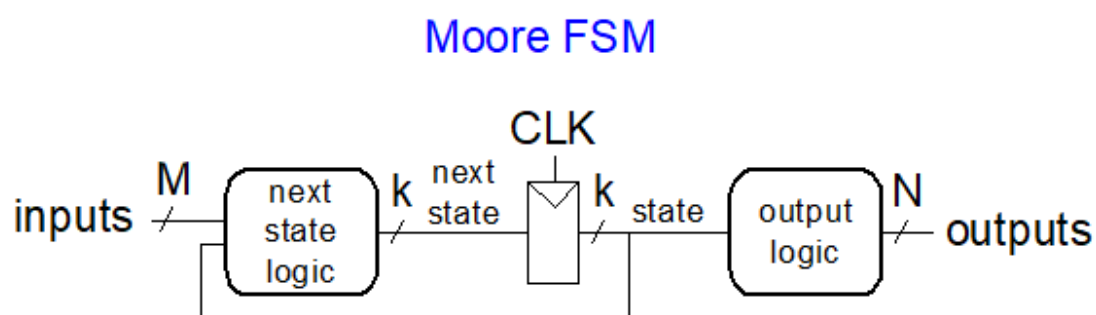 Moore FSM
CLK
inputs
M
next
state
logic
k
next
state
k
state
output
logic
N
outputs